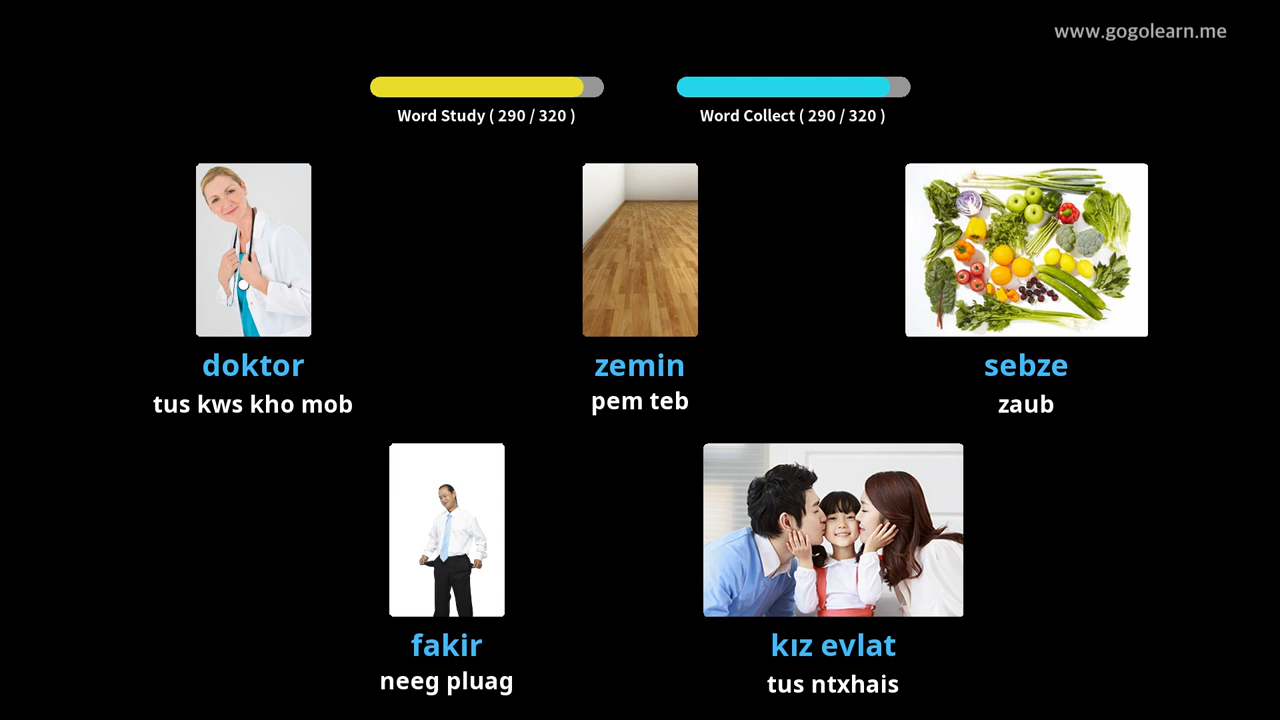 www.gogolearn.me
Word Study ( 290 / 320 )
Word Collect ( 290 / 320 )
doktor
tus kws kho mob
zemin
pem teb
sebze
zaub
fakir
neeg pluag
kız evlat
tus ntxhais